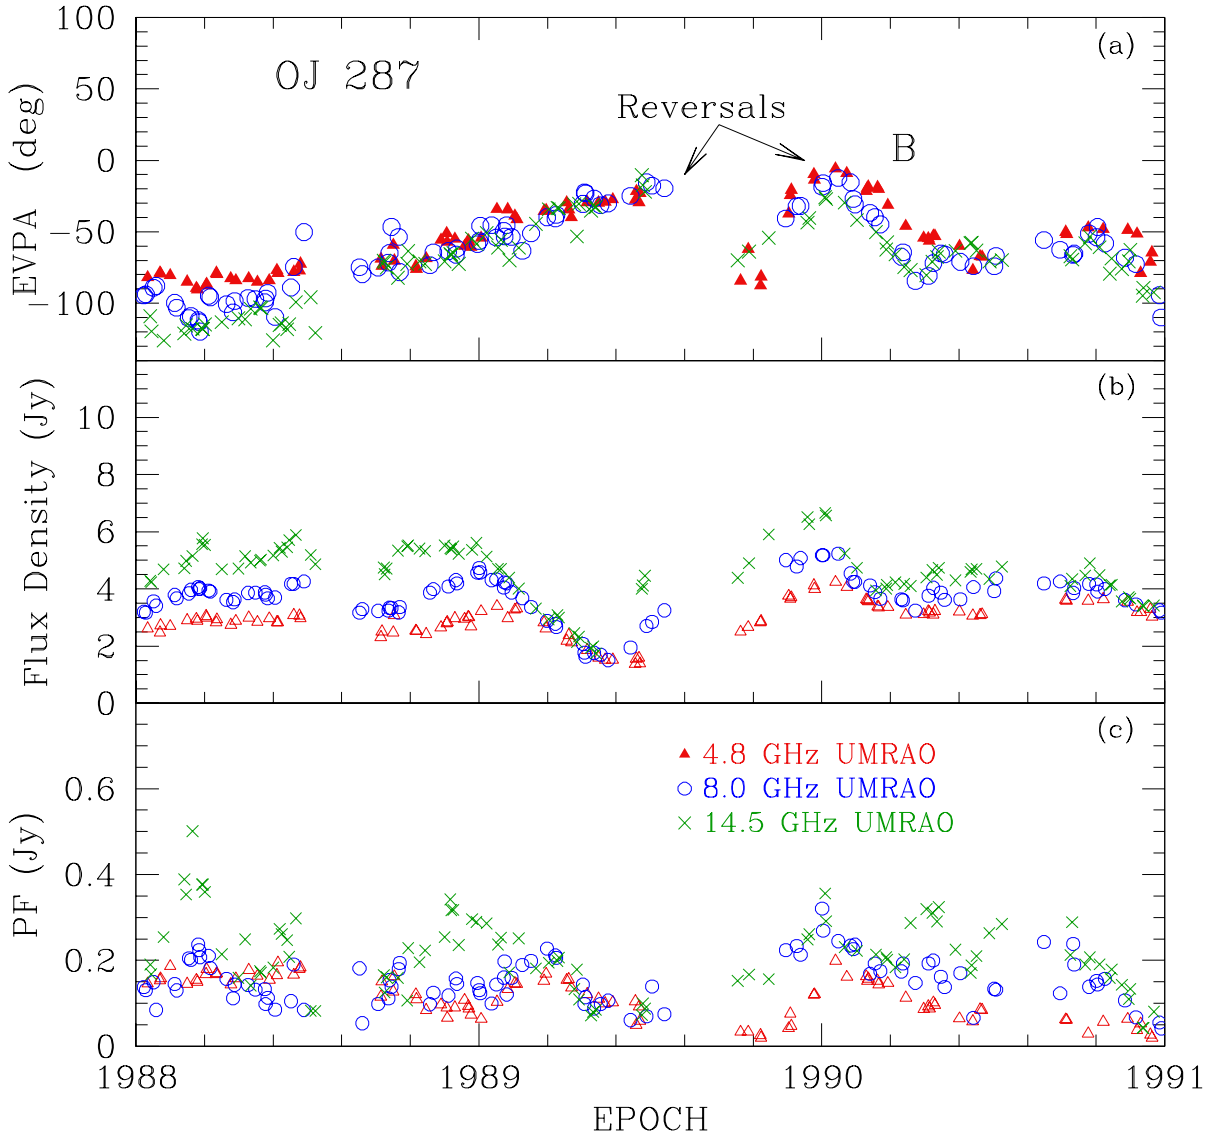 100
50
0
−50
−100
EVPA (deg)
(a)
OJ 287
Reversals
B
10
8
6
4
2
0
Flux Density (Jy)
(b)
0.6
0.4
0.2
0
PF (Jy)
(c)
4.8 GHz UMRAO
8.0 GHz UMRAO
14.5 GHz UMRAO
1988 1989 1990 1991
EPOCH